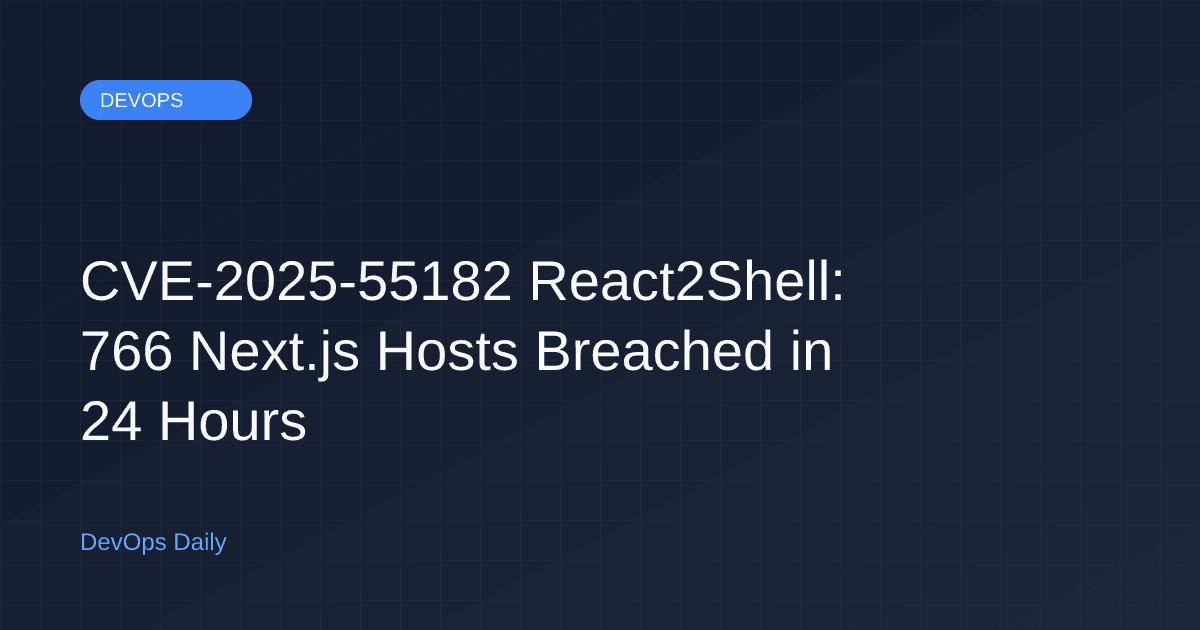 DEVOPS
CVE-2025-55182 React2Shell:
766 Next.js Hosts Breached in
24 Hours
DevOps Daily